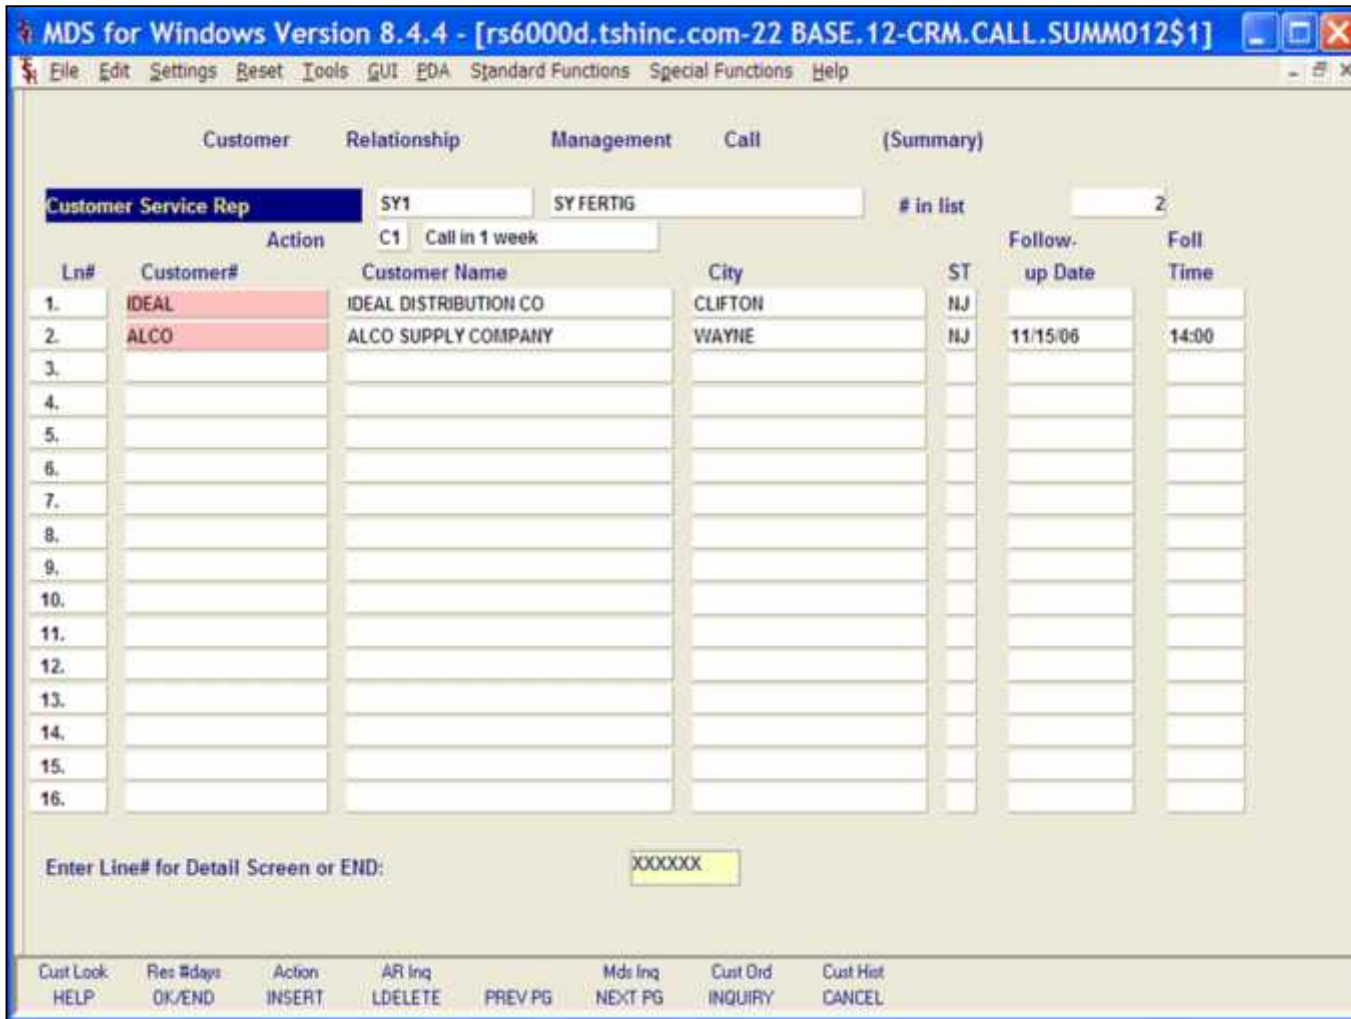 MDS for Windows Version 8.4.4 - [rs6000d.tshinc.com-22 BASE.12-CRM.CALL.SUMM012$1]
File Edit Settings Reset Tools GUI PDA Standard Functions Special Functions Help
Customer Relationship Management Call (Summary)
Customer Service Rep SY1 SY FERTIG # in list 2
Action C1 Call in 1 week Follow- Foll
Ln# Customer# Customer Name City ST up Date Time
1. IDEAL IDEAL DISTRIBUTION CO CLIFTON NJ
2. ALCO ALCO SUPPLY COMPANY WAYNE NJ 11/15/06 14:00
3.
4.
5.
6.
7.
8.
9.
10.
11.
12.
13.
14.
15.
16.
Enter Line# for Detail Screen or END: XXXXXX
Cust Look Res #days Action AR Inq Mds Inq Cust Ord Cust Hist
HELP OK/END INSERT LDELETE PREV PG NEXT PG INQUIRY CANCEL